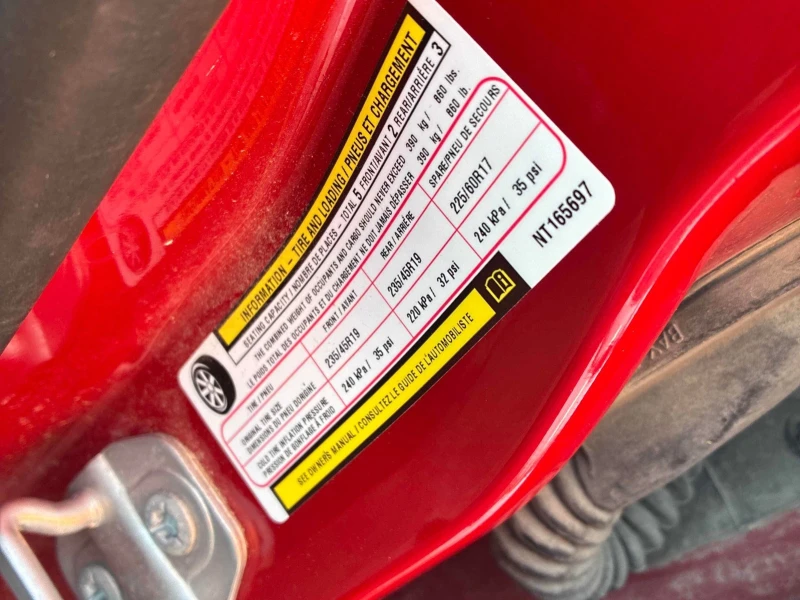 INFORMATION – TIRE AND LOADING / PNEUS ET CHARGEMENT
SEATING CAPACITY / NOMBRE DE PLACES – TOTAL 5 FRONT/AVANT 2 REAR/ARRIÈRE 3
THE COMBINED WEIGHT OF OCCUPANTS AND CARGO SHOULD NEVER EXCEED 390 kg / 860 lbs.
LE POIDS TOTAL DES OCCUPANTS ET DU CHARGEMENT NE DOIT JAMAIS DÉPASSER 390 kg / 860 lb.
TIRE / PNEU FRONT / AVANT REAR / ARRIÈRE SPARE/PNEU DE SECOURS
ORIGINAL TIRE SIZE
DIMENSIONS DU PNEU D'ORIGINE 235/45R19 235/45R19 225/60R17
COLD TIRE INFLATION PRESSURE
PRESSION DE GONFLAGE À FROID 240 kPa / 35 psi 220 kPa / 32 psi 240 kPa / 35 psi
SEE OWNER'S MANUAL / CONSULTEZ LE GUIDE DE L'AUTOMOBILISTE
NT165697